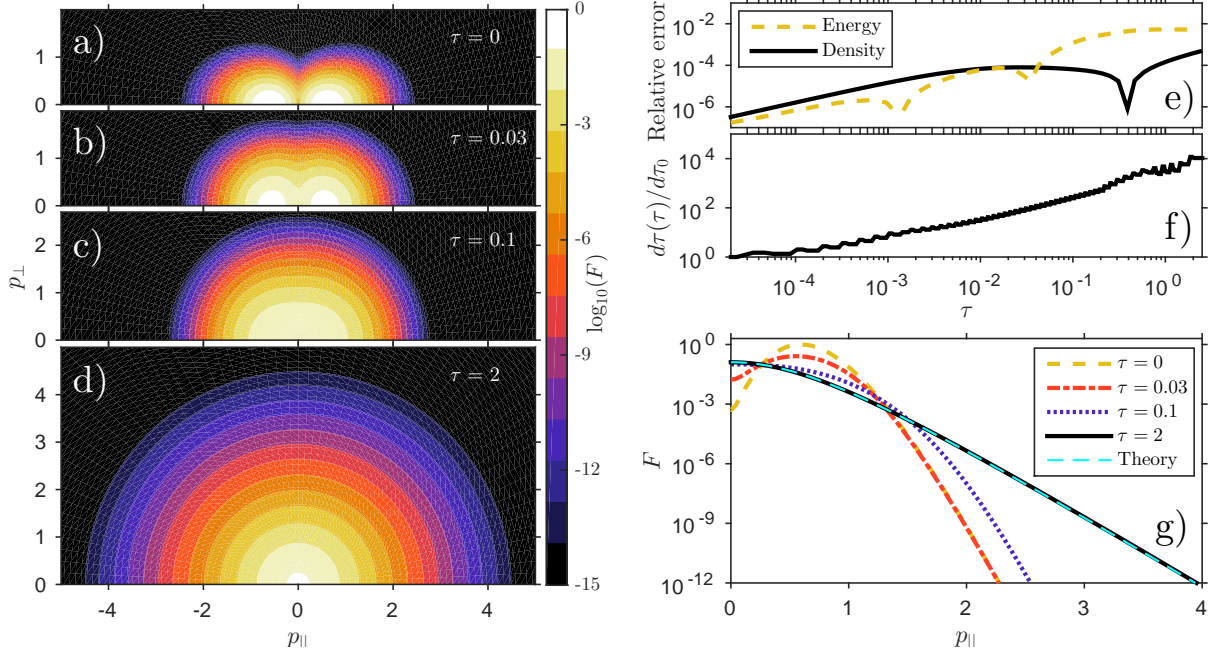 a)
τ = 0
1
0
b)
τ = 0.03
1
0
c)
τ = 0.1
2
1
0
p⊥
d)
τ = 2
4
3
2
1
0
-4
-2
0
2
4
p||
0
-3
-6
-9
-12
-15
log₁₀(F)
Relative error
10⁻²
10⁻⁴
10⁻⁶
Energy
Density
e)
dτ(τ)/dτ₀
10⁴
10²
10⁰
f)
10⁻⁴
10⁻³
10⁻²
10⁻¹
10⁰
τ
F
10⁰
10⁻³
10⁻⁶
10⁻⁹
10⁻¹²
τ = 0
τ = 0.03
τ = 0.1
τ = 2
Theory
g)
0
1
2
3
4
p||